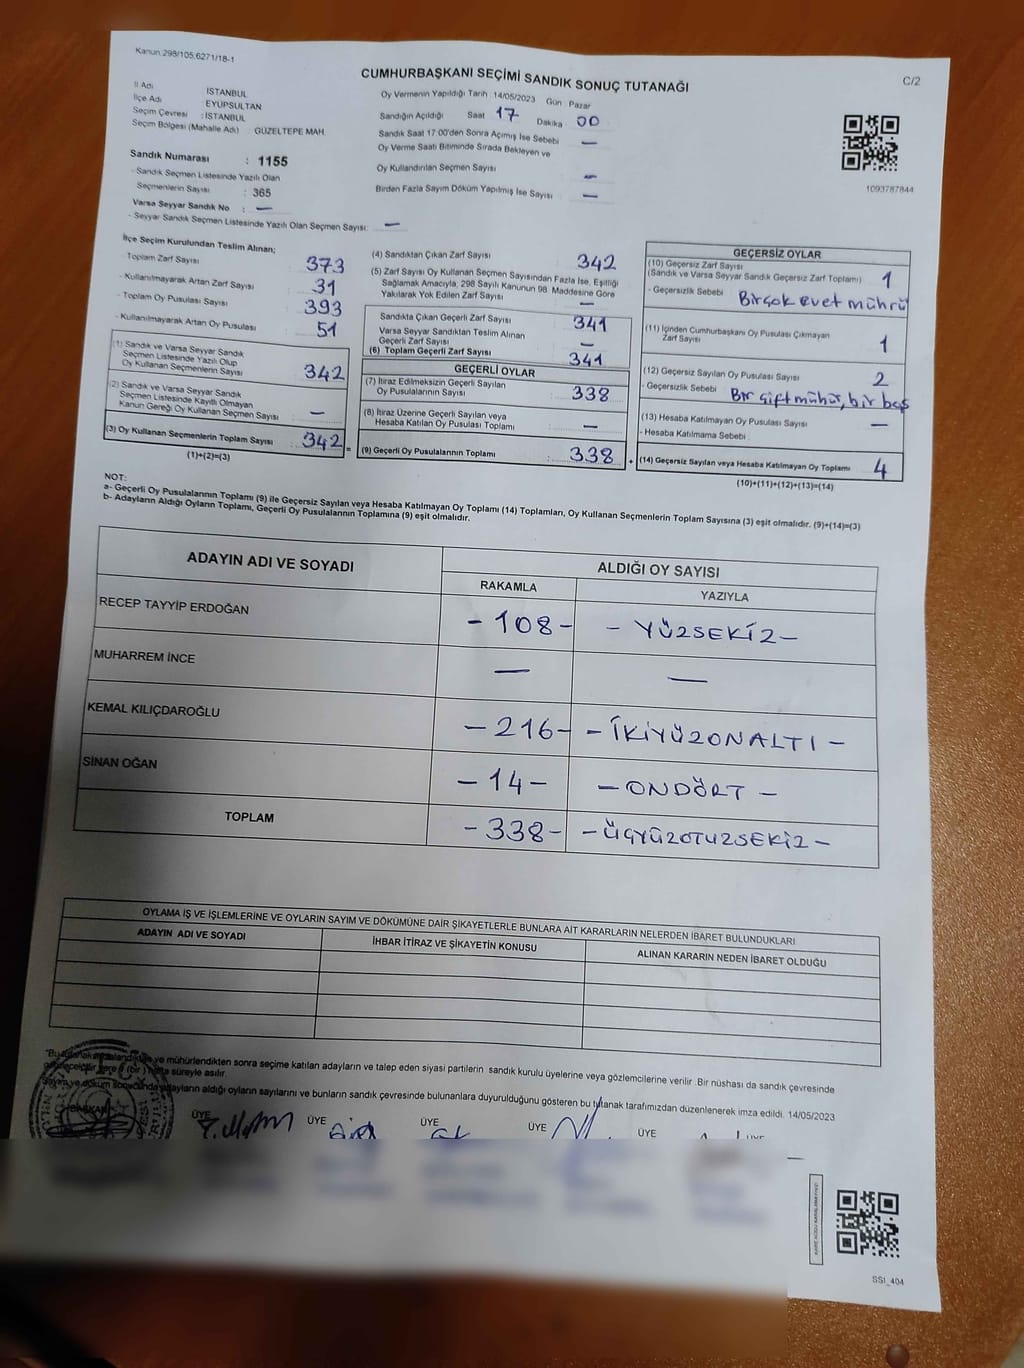 Kanun 298/105,6271/18-1
CUMHURBAŞKANI SEÇİMİ SANDIK SONUÇ TUTANAĞI
C/2
İl Adı İSTANBUL
İlçe Adı EYÜPSULTAN
Seçim Çevresi : İSTANBUL
Seçim Bölgesi (Mahalle Adı) : GÜZELTEPE MAH.
Sandık Numarası : 1155
- Sandık Seçmen Listesinde Yazılı Olan
Seçmenlerin Sayısı : 365
Varsa Seyyar Sandık No : —
- Seyyar Sandık Seçmen Listesinde Yazılı Olan Seçmen Sayısı: —
Oy Vermenin Yapıldığı Tarih : 14/05/2023 Gün Pazar
Sandığın Açıldığı Saat 17 Dakika 00
Sandık Saat 17:00'den Sonra Açımış İse Sebebi —
Oy Verme Saati Bitiminde Sırada Bekleyen ve
Oy Kullandırılan Seçmen Sayısı —
Birden Fazla Sayım Döküm Yapılmış İse Sayısı : —
1093787844
İlçe Seçim Kurulundan Teslim Alınan;
- Toplam Zarf Sayısı 373
- Kullanılmayarak Artan Zarf Sayısı 31
- Toplam Oy Pusulası Sayısı 393
- Kullanılmayarak Artan Oy Pusulası 51
(1) Sandık ve Varsa Seyyar Sandık
Seçmen Listesinde Yazılı Olup
Oy Kullanan Seçmenlerin Sayısı 342
(2) Sandık ve Varsa Seyyar Sandık
Seçmen Listesinde Kayıtlı Olmayan
Kanun Gereği Oy Kullanan Seçmen Sayısı —
(3) Oy Kullanan Seçmenlerin Toplam Sayısı : 342 =
(1)+(2)=(3)
(4) Sandıktan Çıkan Zarf Sayısı 342
(5) Zarf Sayısı Oy Kullanan Seçmen Sayısından Fazla İse, Eşitliği
Sağlamak Amacıyla, 298 Sayılı Kanunun 98. Maddesine Göre
Yakılarak Yok Edilen Zarf Sayısı —
Sandıkta Çıkan Geçerli Zarf Sayısı 341
Varsa Seyyar Sandıktan Teslim Alınan
Geçerli Zarf Sayısı —
(6) Toplam Geçerli Zarf Sayısı 341
GEÇERLİ OYLAR
(7) İtiraz Edilmeksizin Geçerli Sayılan
Oy Pusulalarının Sayısı 338
(8) İtiraz Üzerine Geçerli Sayılan veya
Hesaba Katılan Oy Pusulası Toplamı : —
(9) Geçerli Oy Pusulalarının Toplamı : 338 +
GEÇERSİZ OYLAR
(10) Geçersiz Zarf Sayısı
(Sandık ve Varsa Seyyar Sandık Geçersiz Zarf Toplamı) : 1
- Geçersizlik Sebebi : Birçok evet mührü
(11) İçinden Cumhurbaşkanı Oy Pusulası Çıkmayan
Zarf Sayısı 1
(12) Geçersiz Sayılan Oy Pusulası Sayısı 2
- Geçersizlik Sebebi : Bir çift mühür, bir boş
(13) Hesaba Katılmayan Oy Pusulası Sayısı —
- Hesaba Katılmama Sebebi :
(14) Geçersiz Sayılan veya Hesaba Katılmayan Oy Toplamı 4
(10)+(11)+(12)+(13)=(14)
NOT:
a- Geçerli Oy Pusulalarının Toplamı (9) ile Geçersiz Sayılan veya Hesaba Katılmayan Oy Toplamı (14) Toplamları, Oy Kullanan Seçmenlerin Toplam Sayısına (3) eşit olmalıdır. (9)+(14)=(3)
b- Adayların Aldığı Oyların Toplamı, Geçerli Oy Pusulalarının Toplamına (9) eşit olmalıdır.
ADAYIN ADI VE SOYADI ALDIĞI OY SAYISI
RAKAMLA YAZIYLA
RECEP TAYYİP ERDOĞAN -108- - YÜZSEKİZ -
MUHARREM İNCE — —
KEMAL KILIÇDAROĞLU -216- - İKİYÜZONALTI -
SİNAN OĞAN -14- - ONDÖRT -
TOPLAM -338- - ÜÇYÜZOTUZSEKİZ -
OYLAMA İŞ VE İŞLEMLERİNE VE OYLARIN SAYIM VE DÖKÜMÜNE DAİR ŞİKAYETLERLE BUNLARA AİT KARARLARIN NELERDEN İBARET BULUNDUKLARI
ADAYIN ADI VE SOYADI İHBAR İTİRAZ VE ŞİKAYETİN KONUSU ALINAN KARARIN NEDEN İBARET OLDUĞU
ve mühürlendikten sonra seçime katılan adayların ve talep eden siyasi partilerin sandık kurulu üyelerine veya gözlemcilerine verilir. Bir nüshası da sandık çevresinde
süreyle asılır.
adayların aldığı oyların sayılarını ve bunların sandık çevresinde bulunanlara duyurulduğunu gösteren bu tutanak tarafımızdan düzenlenerek imza edildi. 14/05/2023
BAŞKAN ÜYE ÜYE ÜYE ÜYE ÜYE ÜYE
SSI_404